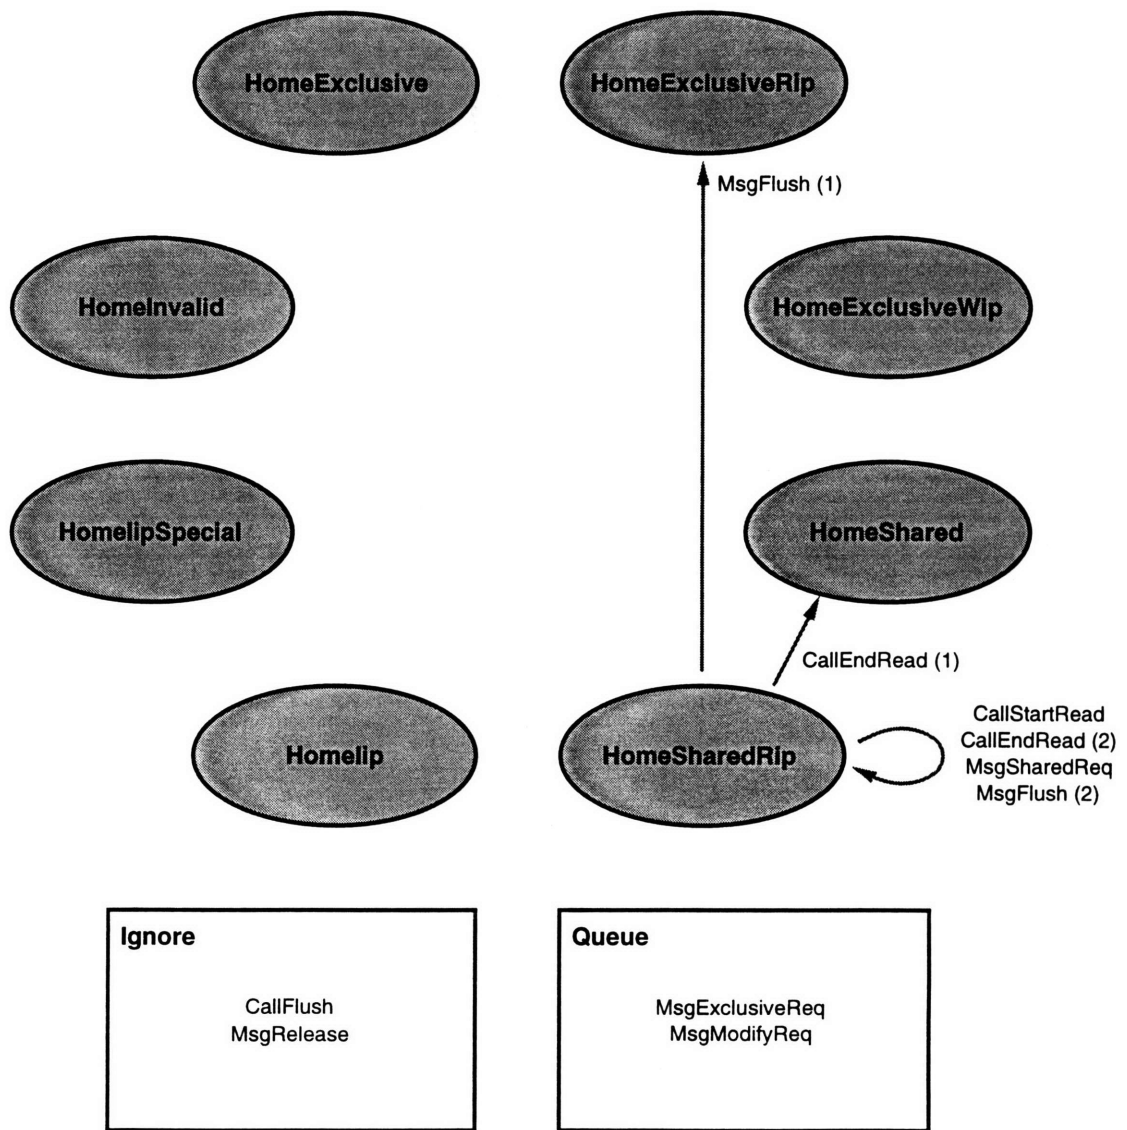 HomeExclusive
HomeExclusiveRip
MsgFlush (1)
HomeInvalid
HomeExclusiveWip
HomeIipSpecial
HomeShared
CallEndRead (1)
HomeIip
HomeSharedRip
CallStartRead
CallEndRead (2)
MsgSharedReq
MsgFlush (2)
Ignore
CallFlush
MsgRelease
Queue
MsgExclusiveReq
MsgModifyReq